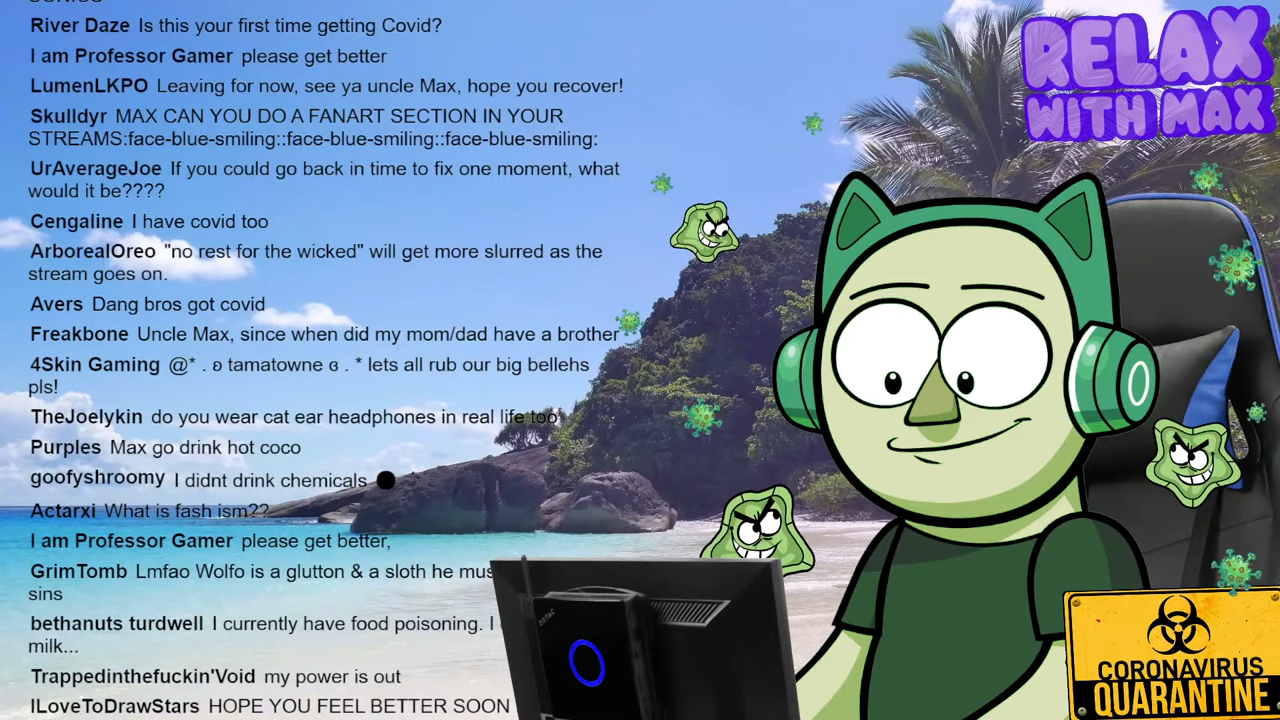 River Daze Is this your first time getting Covid?
I am Professor Gamer please get better
LumenLKPO Leaving for now, see ya uncle Max, hope you recover!
Skulldyr MAX CAN YOU DO A FANART SECTION IN YOUR
STREAMS:face-blue-smiling::face-blue-smiling::face-blue-smiling:
UrAverageJoe If you could go back in time to fix one moment, what
would it be????
Cengaline I have covid too
ArborealOreo "no rest for the wicked" will get more slurred as the
stream goes on.
Avers Dang bros got covid
Freakbone Uncle Max, since when did my mom/dad have a brother
4Skin Gaming @* . ʚ tamatowne ɞ . * lets all rub our big bellehs
pls!
TheJoelykin do you wear cat ear headphones in real life too
Purples Max go drink hot coco
goofyshroomy I didnt drink chemicals
Actarxi What is fash ism??
I am Professor Gamer please get better,
GrimTomb Lmfao Wolfo is a glutton & a sloth he mus
sins
bethanuts turdwell I currently have food poisoning. I
milk...
Trappedinthefuckin'Void my power is out
ILoveToDrawStars HOPE YOU FEEL BETTER SOON
RELAX
WITH MAX
ZOTAC
CORONAVIRUS
QUARANTINE